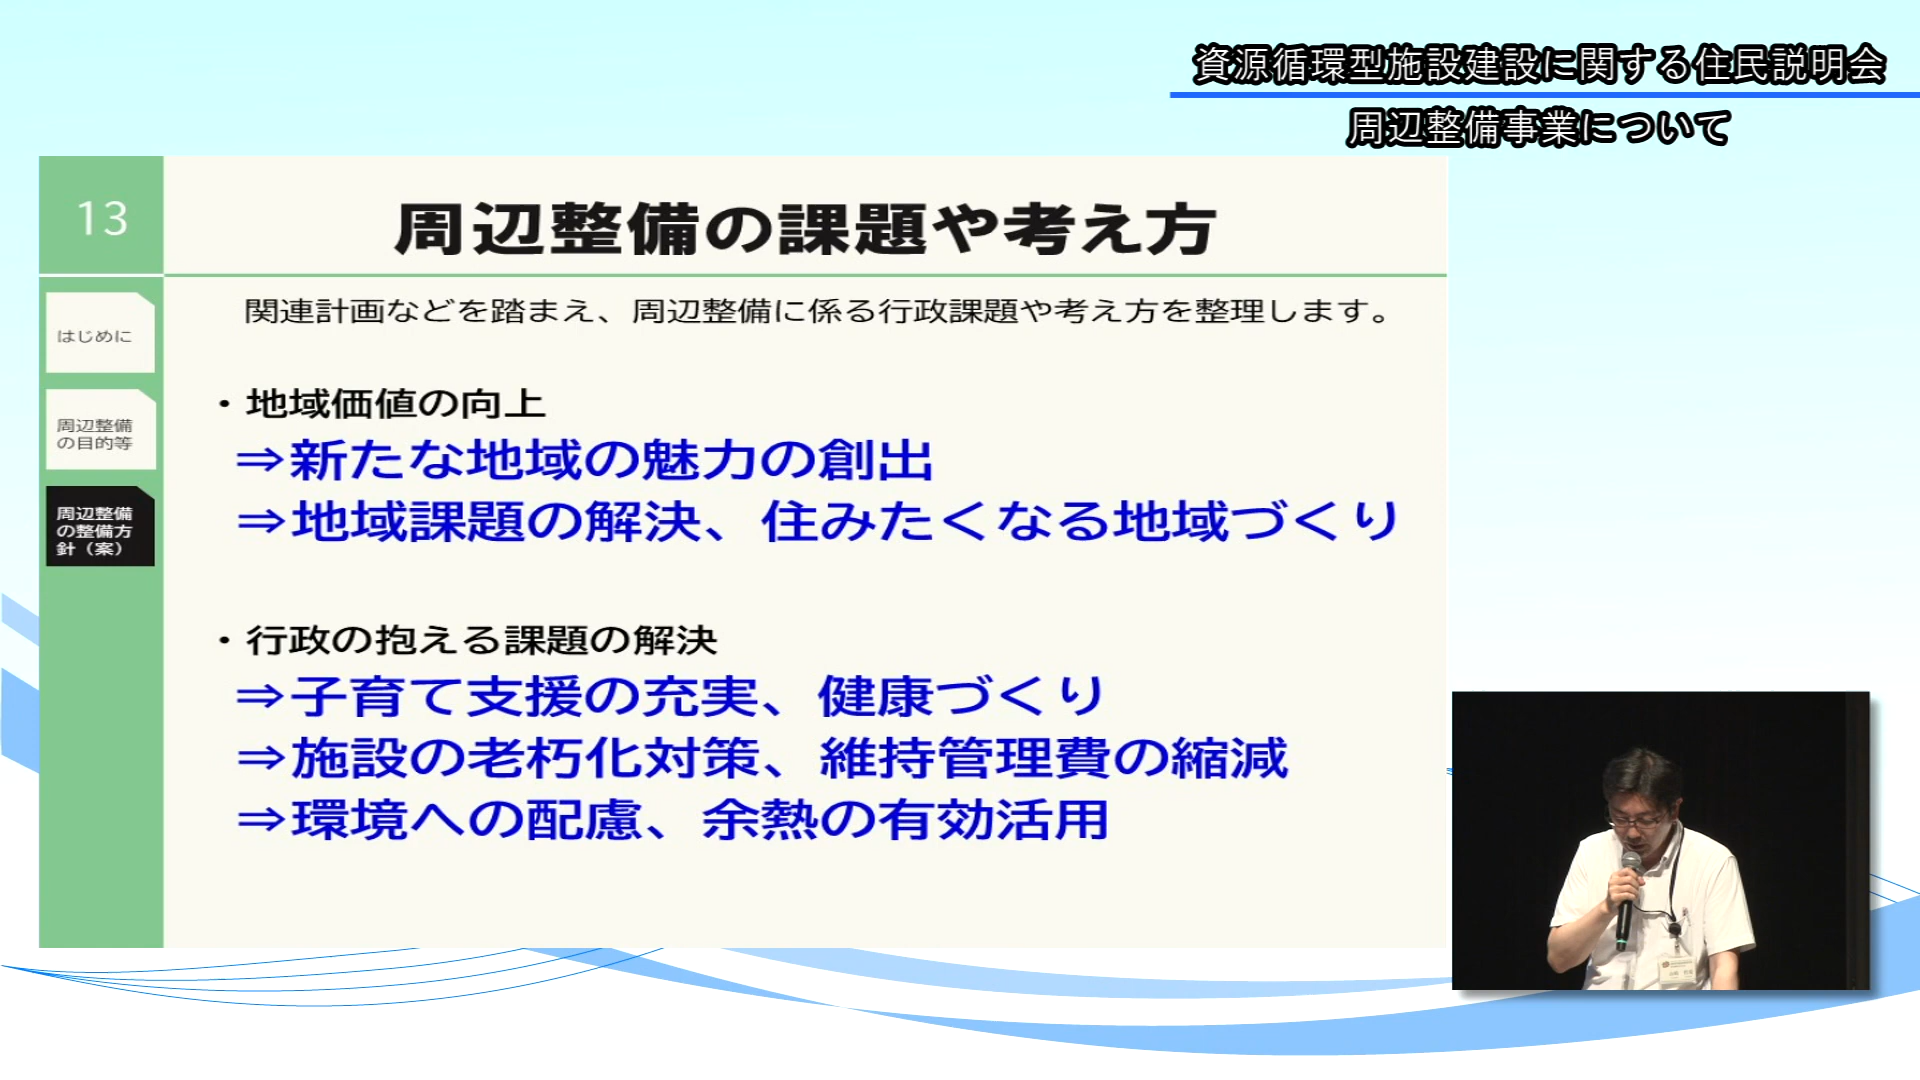 資源循環型施設建設に関する住民説明会
周辺整備事業について
13
周辺整備の課題や考え方
はじめに
周辺整備
の目的等
周辺整備
の整備方
針（案）
関連計画などを踏まえ、周辺整備に係る行政課題や考え方を整理します。
・地域価値の向上
⇒新たな地域の魅力の創出
⇒地域課題の解決、住みたくなる地域づくり
・行政の抱える課題の解決
⇒子育て支援の充実、健康づくり
⇒施設の老朽化対策、維持管理費の縮減
⇒環境への配慮、余熱の有効活用